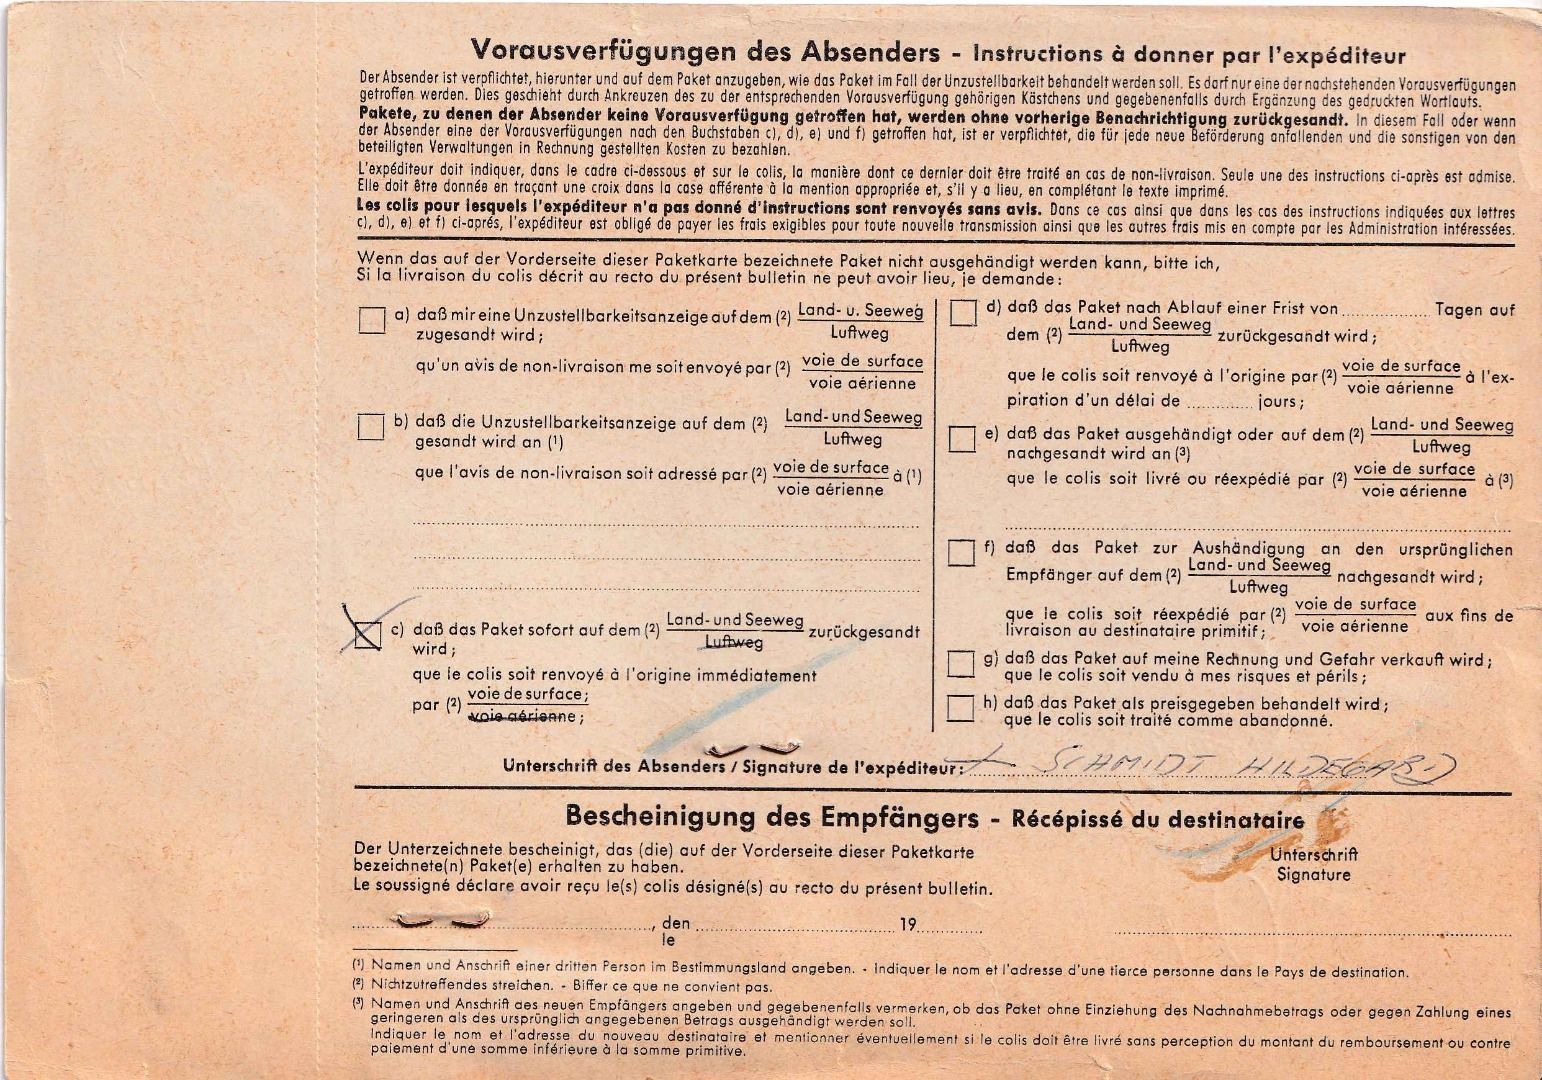 Vorausverfügungen des Absenders - Instructions à donner par l'expéditeur
Der Absender ist verpflichtet, hierunter und auf dem Paket anzugeben, wie das Paket im Fall der Unzustellbarkeit behandelt werden soll. Es darf nur eine der nachstehenden Vorausverfügungen
getroffen werden. Dies geschieht durch Ankreuzen des zu der entsprechenden Vorausverfügung gehörigen Kästchens und gegebenenfalls durch Ergänzung des gedruckten Wortlauts.
Pakete, zu denen der Absender keine Vorausverfügung getroffen hat, werden ohne vorherige Benachrichtigung zurückgesandt. In diesem Fall oder wenn
der Absender eine der Vorausverfügungen nach den Buchstaben c), d), e) und f) getroffen hat, ist er verpflichtet, die für jede neue Beförderung anfallenden und die sonstigen von den
beteiligten Verwaltungen in Rechnung gestellten Kosten zu bezahlen.
L'expéditeur doit indiquer, dans le cadre ci-dessous et sur le colis, la manière dont ce dernier doit être traité en cas de non-livraison. Seule une des instructions ci-après est admise.
Elle doit être donnée en traçant une croix dans la case afférente à la mention appropriée et, s'il y a lieu, en complétant le texte imprimé.
Les colis pour lesquels l'expéditeur n'a pas donné d'instructions sont renvoyés sans avis. Dans ce cas ainsi que dans les cas des instructions indiquées aux lettres
c), d), e) et f) ci-aprés, l'expéditeur est obligé de payer les frais exigibles pour toute nouvelle transmission ainsi que les autres frais mis en compte par les Administration intéressées.
Wenn das auf der Vorderseite dieser Paketkarte bezeichnete Paket nicht ausgehändigt werden kann, bitte ich,
Si la livraison du colis décrit au recto du présent bulletin ne peut avoir lieu, je demande:
a) daß mir eine Unzustellbarkeitsanzeige auf dem (2) Land- u. Seeweg
Luftweg
zugesandt wird;
qu'un avis de non-livraison me soit envoyé par (2) voie de surface
voie aérienne
b) daß die Unzustellbarkeitsanzeige auf dem (2) Land- und Seeweg
Luftweg
gesandt wird an (1)
que l'avis de non-livraison soit adressé par (2) voie de surface à (1)
voie aérienne
c) daß das Paket sofort auf dem (2) Land- und Seeweg zurückgesandt
Luftweg
wird;
que le colis soit renvoyé à l'origine immédiatement
par (2) voie de surface;
voie aérienne;
d) daß das Paket nach Ablauf einer Frist von ............ Tagen auf
dem (2) Land- und Seeweg zurückgesandt wird;
Luftweg
que le colis soit renvoyé à l'origine par (2) voie de surface à l'ex-
voie aérienne
piration d'un délai de ............ jours;
e) daß das Paket ausgehändigt oder auf dem (2) Land- und Seeweg
Luftweg
nachgesandt wird an (3)
que le colis soit livré ou réexpédié par (2) voie de surface à (3)
voie aérienne
f) daß das Paket zur Aushändigung an den ursprünglichen
Empfänger auf dem (2) Land- und Seeweg nachgesandt wird;
Luftweg
que le colis soit réexpédié par (2) voie de surface aux fins de
voie aérienne
livraison au destinataire primitif;
g) daß das Paket auf meine Rechnung und Gefahr verkauft wird;
que le colis soit vendu à mes risques et périls;
h) daß das Paket als preisgegeben behandelt wird;
que le colis soit traité comme abandonné.
Unterschrift des Absenders / Signature de l'expéditeur: SCHMIDT HILDEGARD
Bescheinigung des Empfängers - Récépissé du destinataire
Der Unterzeichnete bescheinigt, das (die) auf der Vorderseite dieser Paketkarte
bezeichnete(n) Paket(e) erhalten zu haben.
Le soussigné déclare avoir reçu le(s) colis désigné(s) au recto du présent bulletin.
Unterschrift
Signature
............, den ............ 19............
le
(1) Namen und Anschrift einer dritten Person im Bestimmungsland angeben. - Indiquer le nom et l'adresse d'une tierce personne dans le Pays de destination.
(2) Nichtzutreffendes streichen. - Biffer ce que ne convient pas.
(3) Namen und Anschrift des neuen Empfängers angeben und gegebenenfalls vermerken, ob das Paket ohne Einziehung des Nachnahmebetrags oder gegen Zahlung eines
geringeren als des ursprünglich angegebenen Betrags ausgehändigt werden soll.
Indiquer le nom et l'adresse du nouveau destinataire et mentionner éventuellement si le colis doit être livré sans perception du montant du remboursement ou contre
paiement d'une somme inférieure à la somme primitive.